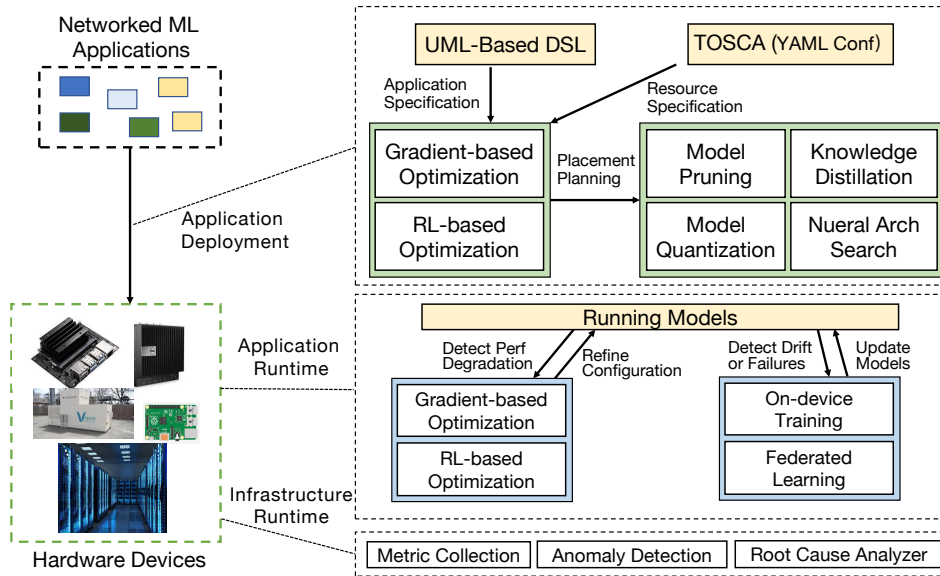 Networked ML
Applications
Application
Deployment
Hardware Devices
UML-Based DSL
TOSCA (YAML Conf)
Application
Specification
Resource
Specification
Gradient-based
Optimization
RL-based
Optimization
Placement
Planning
Model
Pruning
Knowledge
Distillation
Model
Quantization
Nueral Arch
Search
Application
Runtime
Running Models
Detect Perf
Degradation
Refine
Configuration
Detect Drift
or Failures
Update
Models
Gradient-based
Optimization
RL-based
Optimization
On-device
Training
Federated
Learning
Infrastructure
Runtime
Metric Collection
Anomaly Detection
Root Cause Analyzer